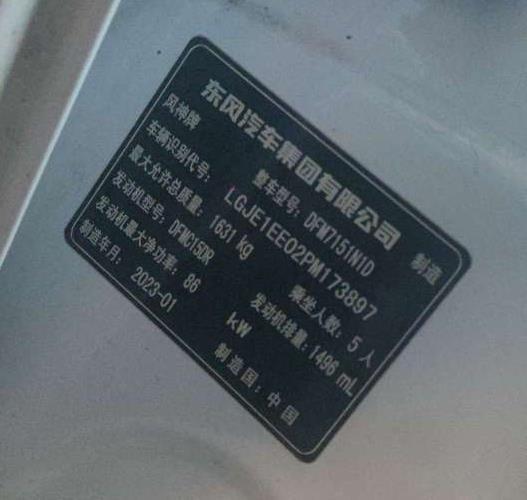 东风汽车集团有限公司 制造
风神牌 整车型号: DFM7151N1D
车辆识别代号: LGJE1EE02PM173897
最大允许总质量: 1631 kg 乘坐人数: 5 人
发动机型号: DFMC15DR 发动机排量: 1496 mL
发动机最大净功率: 86 kW
制造年月: 2023-01 制造国: 中国